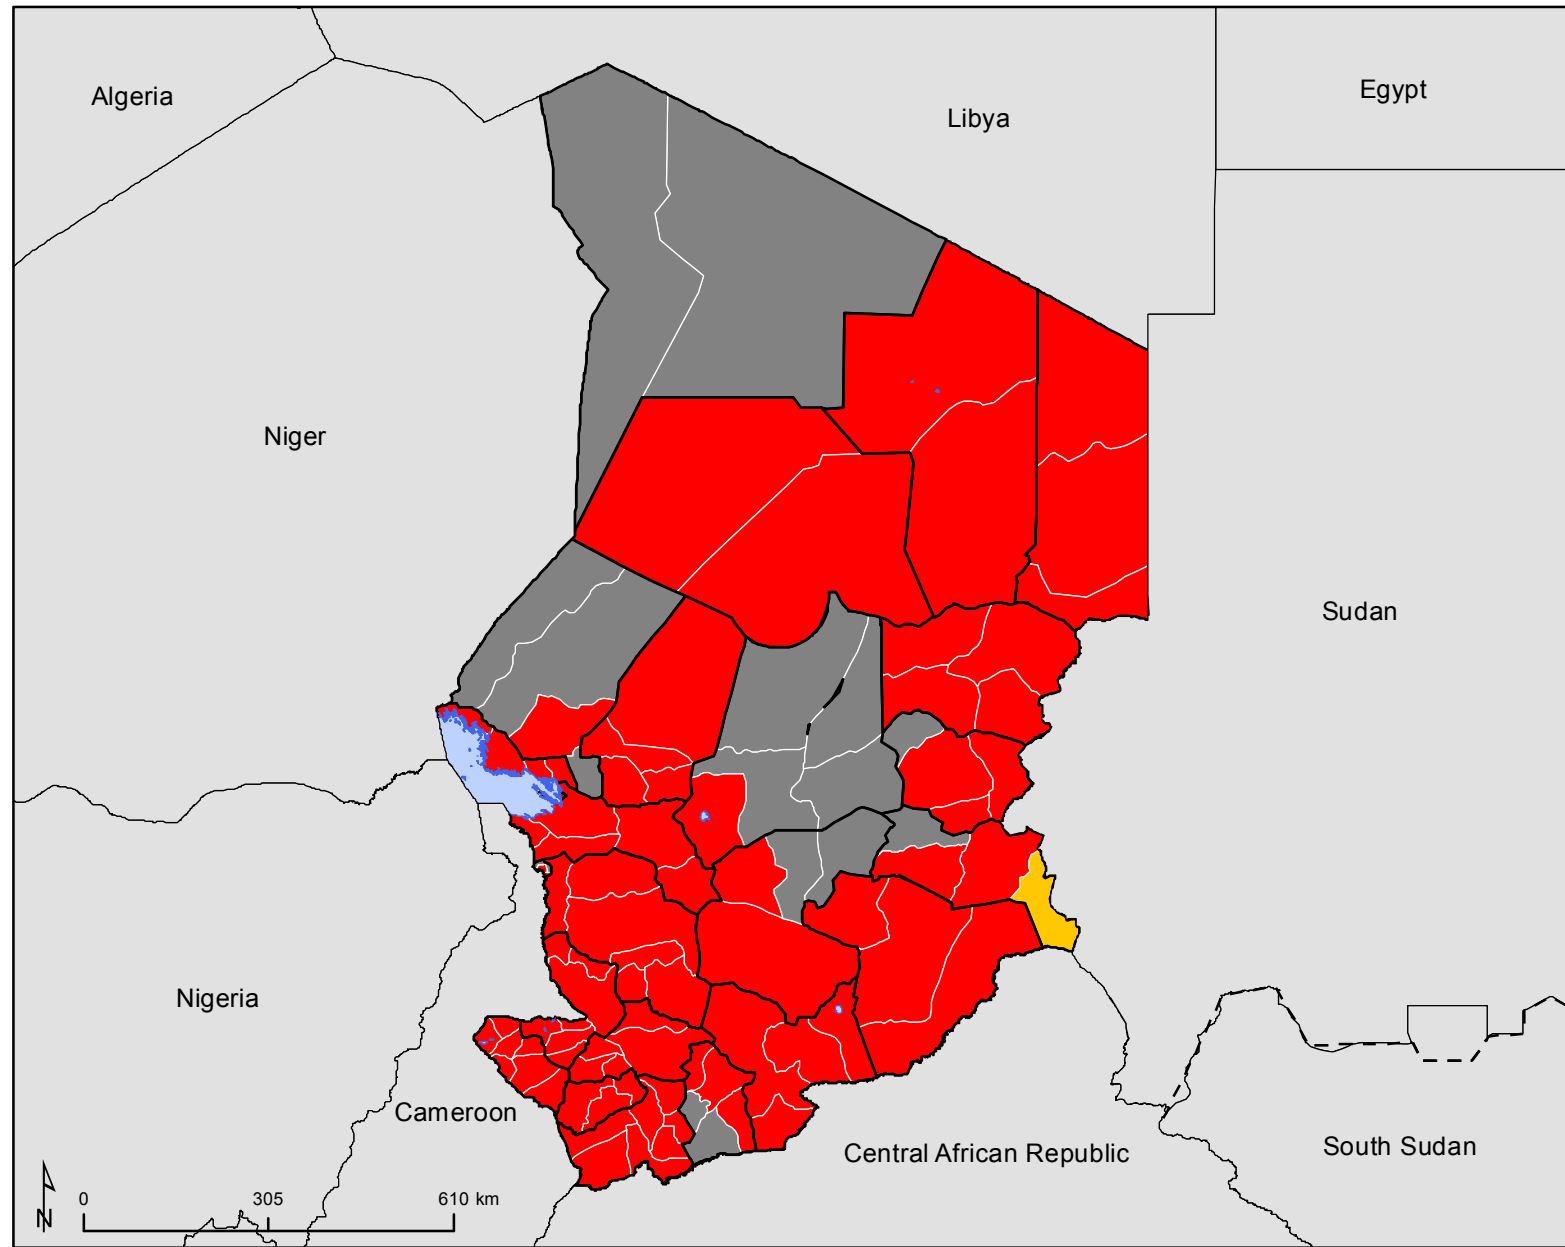 Algeria
Libya
Egypt
Niger
Sudan
Nigeria
Cameroon
Central African Republic
South Sudan
N
0
305
610 km